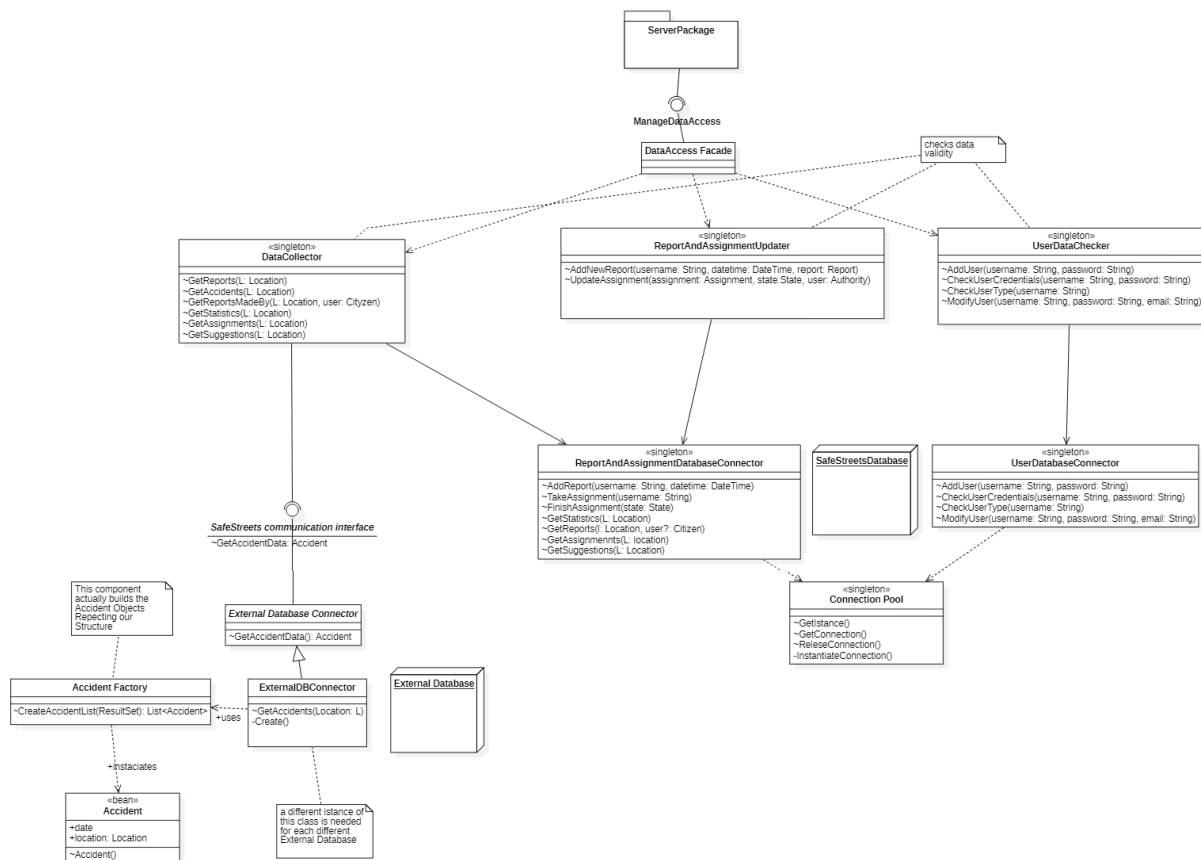 ServerPackage
ManageDataAccess
DataAccess Facade
checks data
validity
«singleton»
DataCollector
~GetReports(L: Location)
~GetAccidents(L: Location)
~GetReportsMadeBy(L: Location, user: Cityzen)
~GetStatistics(L: Location)
~GetAssignments(L: Location)
~GetSuggestions(L: Location)
«singleton»
ReportAndAssignmentUpdater
~AddNewReport(username: String, datetime: DateTime, report: Report)
~UpdateAssignment(assignment: Assignment, state:State, user: Authority)
«singleton»
UserDataChecker
~AddUser(username: String, password: String)
~CheckUserCredentials(username: String, password: String)
~CheckUserType(username: String)
~ModifyUser(username: String, password: String, email: String)
«singleton»
ReportAndAssignmentDatabaseConnector
~AddReport(username: String, datetime: DateTime)
~TakeAssignment(username: String)
~FinishAssignment(state: State)
~GetStatistics(L: Location)
~GetReports(l: Location, user?: Citizen)
~GetAssignmennts(L: location)
~GetSuggestions(L: Location)
SafeStreetsDatabase
«singleton»
UserDatabaseConnector
~AddUser(username: String, password: String)
~CheckUserCredentials(username: String, password: String)
~CheckUserType(username: String)
~ModifyUser(username: String, password: String, email: String)
SafeStreets communication interface
~GetAccidentData: Accident
«singleton»
Connection Pool
~GetIstance()
~GetConnection()
~ReleseConnection()
-InstantiateConnection()
This component
actually builds the
Accident Objects
Repecting our
Structure
External Database Connector
~GetAccidentData(): Accident
Accident Factory
~CreateAccidentList(ResultSet): List<Accident>
+uses
ExternalDBConnector
~GetAccidents(Location: L)
-Create()
External Database
+instaciates
«bean»
Accident
+date
+location: Location
~Accident()
a different istance of
this class is needed
for each different
External Database